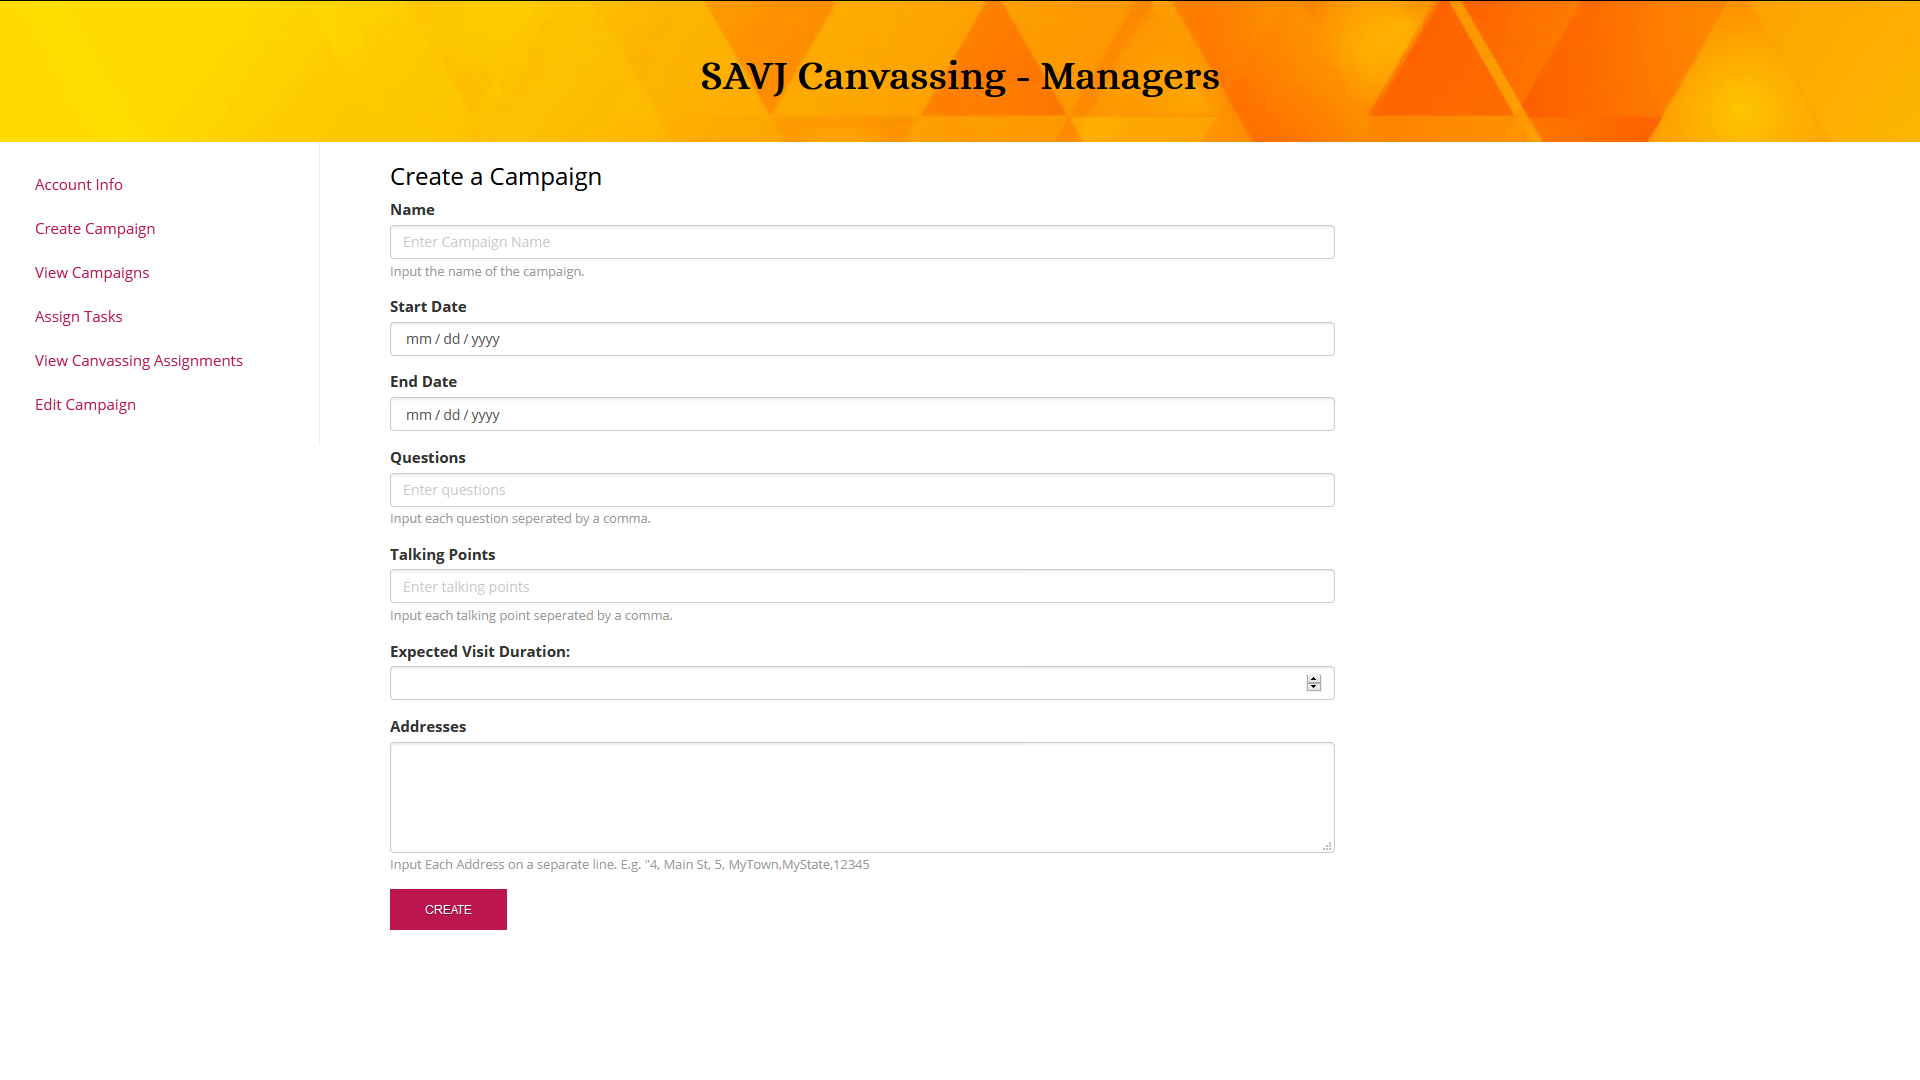 SAVJ Canvassing - Managers
Account Info
Create Campaign
View Campaigns
Assign Tasks
View Canvassing Assignments
Edit Campaign
Create a Campaign
Name
Enter Campaign Name
Input the name of the campaign.
Start Date
mm / dd / yyyy
End Date
mm / dd / yyyy
Questions
Enter questions
Input each question seperated by a comma.
Talking Points
Enter talking points
Input each talking point seperated by a comma.
Expected Visit Duration:
Addresses
Input Each Address on a separate line. E.g. "4, Main St, 5, MyTown,MyState,12345
CREATE